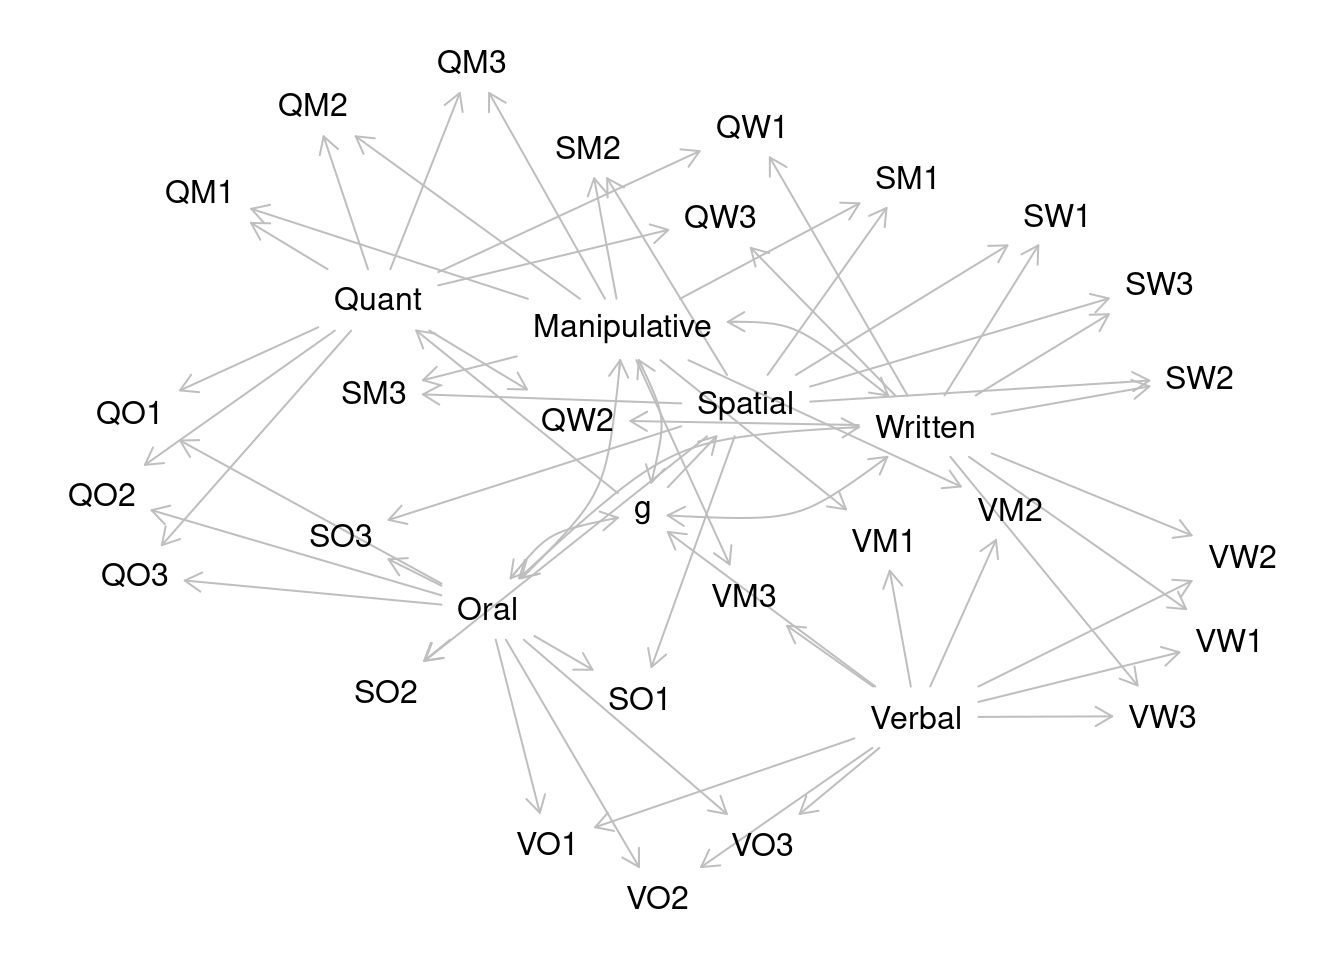 QM3
QM2
QW1
SM2
SM1
QM1
QW3
SW1
SW3
Quant
Manipulative
SW2
SM3
Spatial
QO1
QW2
Written
QO2
g
VM2
SO3
VM1
VW2
QO3
VM3
Oral
VW1
SO2
SO1
Verbal
VW3
VO1
VO3
VO2